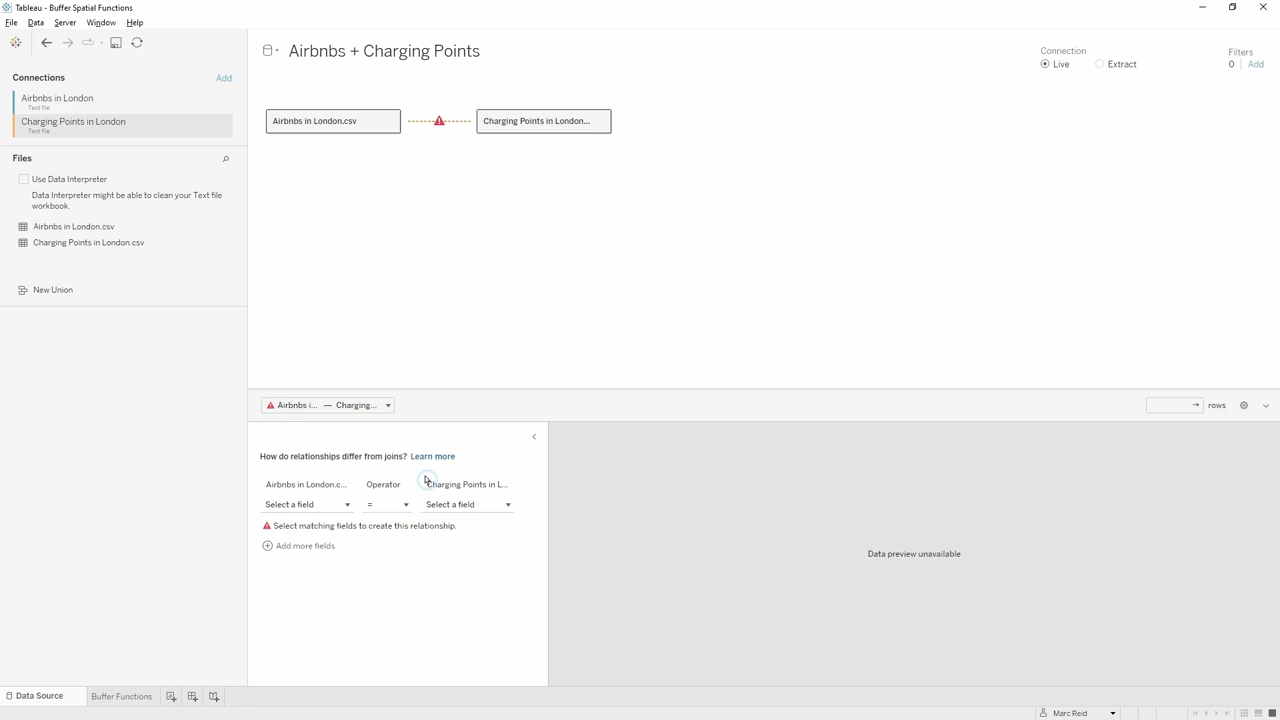 Tableau - Buffer Spatial Functions
File Data Server Window Help
Connections Add
Airbnbs in London
Text file
Charging Points in London
Text file
Files
Use Data Interpreter
Data Interpreter might be able to clean your Text file
workbook.
Airbnbs in London.csv
Charging Points in London.csv
New Union
Airbnbs + Charging Points
Connection
Live Extract
Filters
0 Add
Airbnbs in London.csv
Charging Points in London...
Airbnbs i... — Charging...
rows
How do relationships differ from joins? Learn more
Airbnbs in London.c... Operator Charging Points in L...
Select a field = Select a field
Select matching fields to create this relationship.
Add more fields
Data preview unavailable
Data Source Buffer Functions
Marc Reid